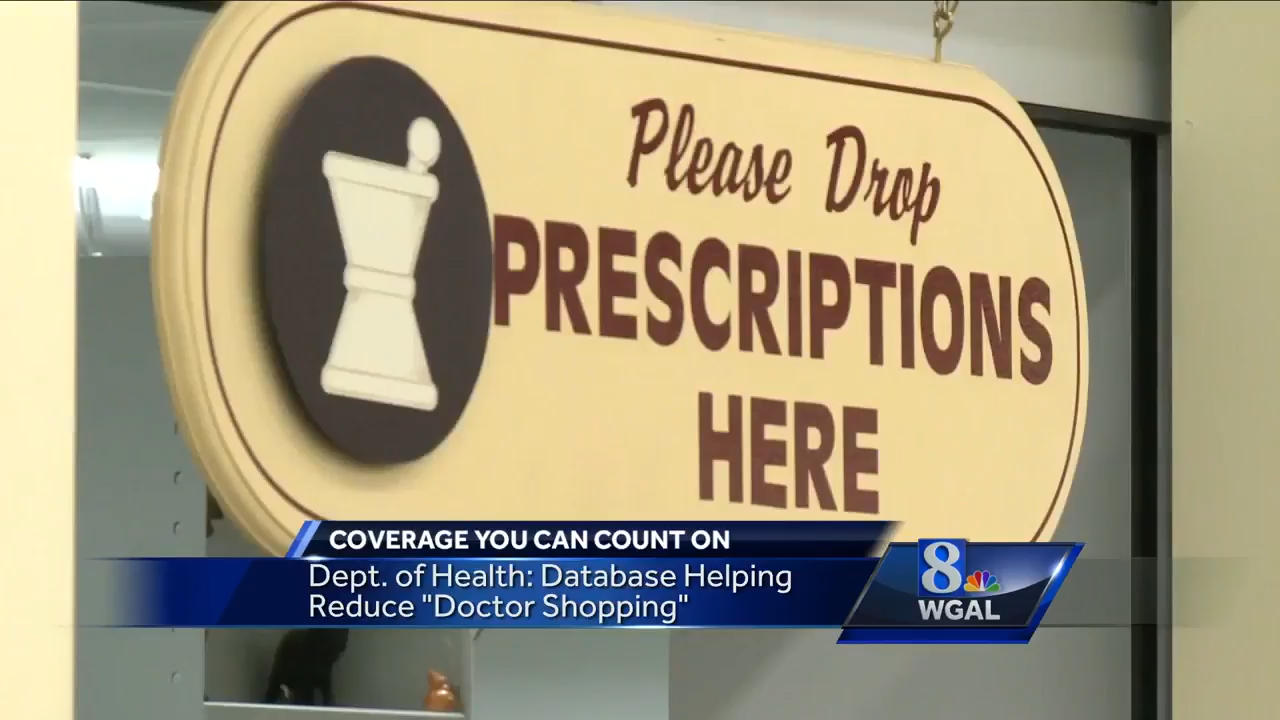 Please Drop
PRESCRIPTIONS
HERE
COVERAGE YOU CAN COUNT ON
Dept. of Health: Database Helping
Reduce "Doctor Shopping"
8
WGAL